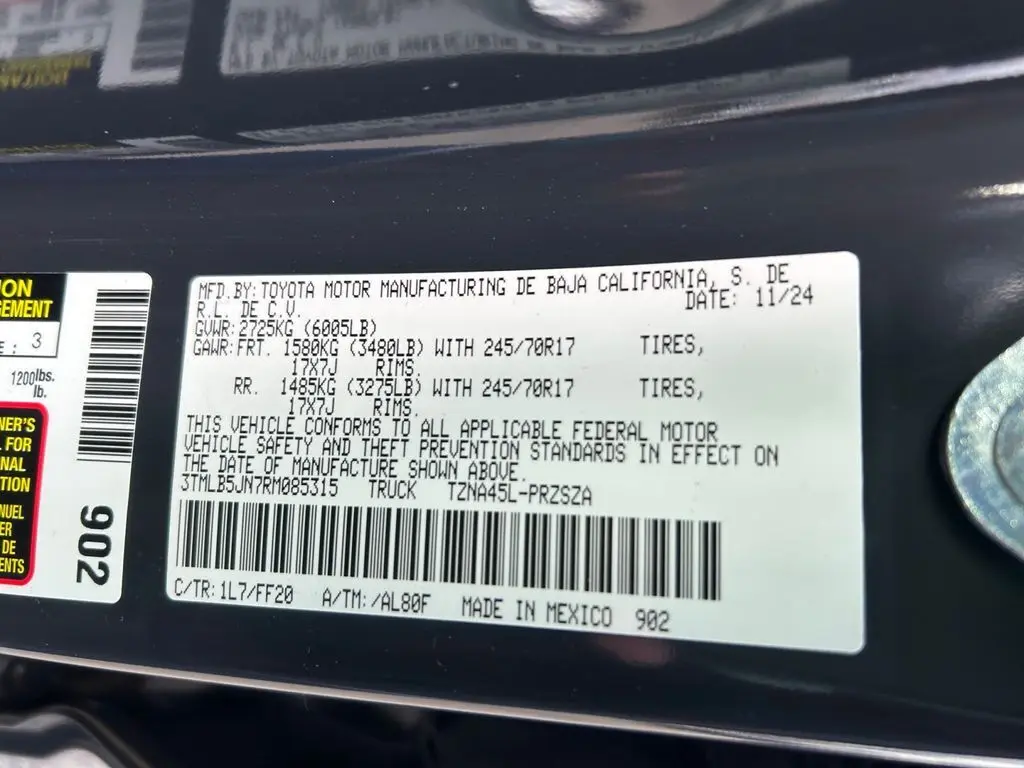 MFD.BY:TOYOTA MOTOR MANUFACTURING DE BAJA CALIFORNIA, S. DE
R.L. DE C.V. DATE: 11/24
GVWR:2725KG (6005LB)
GAWR:FRT. 1580KG (3480LB) WITH 245/70R17 TIRES,
17X7J RIMS.
RR. 1485KG (3275LB) WITH 245/70R17 TIRES,
17X7J RIMS.
THIS VEHICLE CONFORMS TO ALL APPLICABLE FEDERAL MOTOR
VEHICLE SAFETY AND THEFT PREVENTION STANDARDS IN EFFECT ON
THE DATE OF MANUFACTURE SHOWN ABOVE.
3TMLB5JN7RM085315 TRUCK TZNA45L-PRZSZA
C/TR:1L7/FF20 A/TM:/AL80F MADE IN MEXICO 902
ION
GEMENT
E : 3
1200lbs.
lb.
NER'S
L FOR
NAL
TION
NUEL
ER
DE
ENTS
902